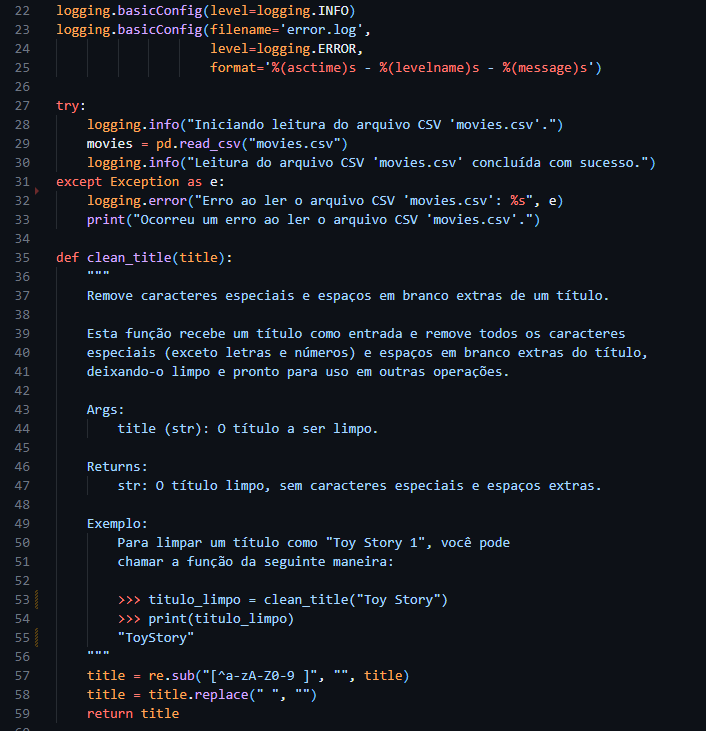 22 logging.basicConfig(level=logging.INFO)
23 logging.basicConfig(filename='error.log',
24                     level=logging.ERROR,
25                     format='%(asctime)s - %(levelname)s - %(message)s')
26
27 try:
28     logging.info("Iniciando leitura do arquivo CSV 'movies.csv'.")
29     movies = pd.read_csv("movies.csv")
30     logging.info("Leitura do arquivo CSV 'movies.csv' concluída com sucesso.")
31 except Exception as e:
32     logging.error("Erro ao ler o arquivo CSV 'movies.csv': %s", e)
33     print("Ocorreu um erro ao ler o arquivo CSV 'movies.csv'.")
34
35 def clean_title(title):
36     """
37     Remove caracteres especiais e espaços em branco extras de um título.
38
39     Esta função recebe um título como entrada e remove todos os caracteres
40     especiais (exceto letras e números) e espaços em branco extras do título,
41     deixando-o limpo e pronto para uso em outras operações.
42
43     Args:
44         title (str): O título a ser limpo.
45
46     Returns:
47         str: O título limpo, sem caracteres especiais e espaços extras.
48
49     Exemplo:
50         Para limpar um título como "Toy Story 1", você pode
51         chamar a função da seguinte maneira:
52
53         >>> titulo_limpo = clean_title("Toy Story")
54         >>> print(titulo_limpo)
55         "ToyStory"
56     """
57     title = re.sub("[^a-zA-Z0-9 ]", "", title)
58     title = title.replace(" ", "")
59     return title